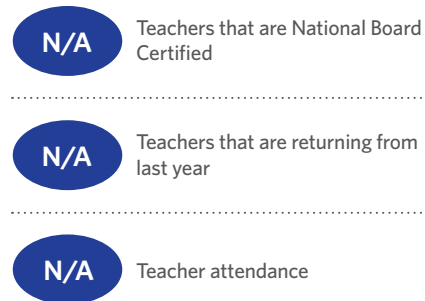 N/A
Teachers that are National Board
Certified
N/A
Teachers that are returning from
last year
N/A
Teacher attendance